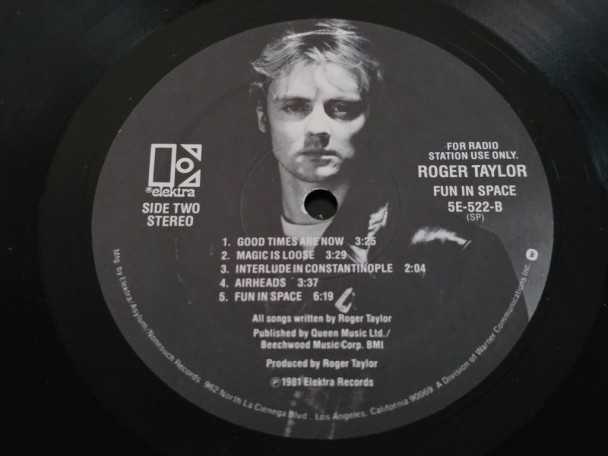 FOR RADIO
STATION USE ONLY.
ROGER TAYLOR
FUN IN SPACE
5E-522-B
(SP)
elektra
SIDE TWO
STEREO
1. GOOD TIMES ARE NOW 3:25
2. MAGIC IS LOOSE 3:29
3. INTERLUDE IN CONSTANTINOPLE 2:04
4. AIRHEADS 3:37
5. FUN IN SPACE 6:19
All songs written by Roger Taylor
Published by Queen Music Ltd./
Beechwood Music Corp. BMI
Produced by Roger Taylor
℗ 1981 Elektra Records
Mfg by Elektra/Asylum/Nonesuch Records 962 North La Cienega Blvd., Los Angeles, California 90069 A Division of Warner Communications Inc.